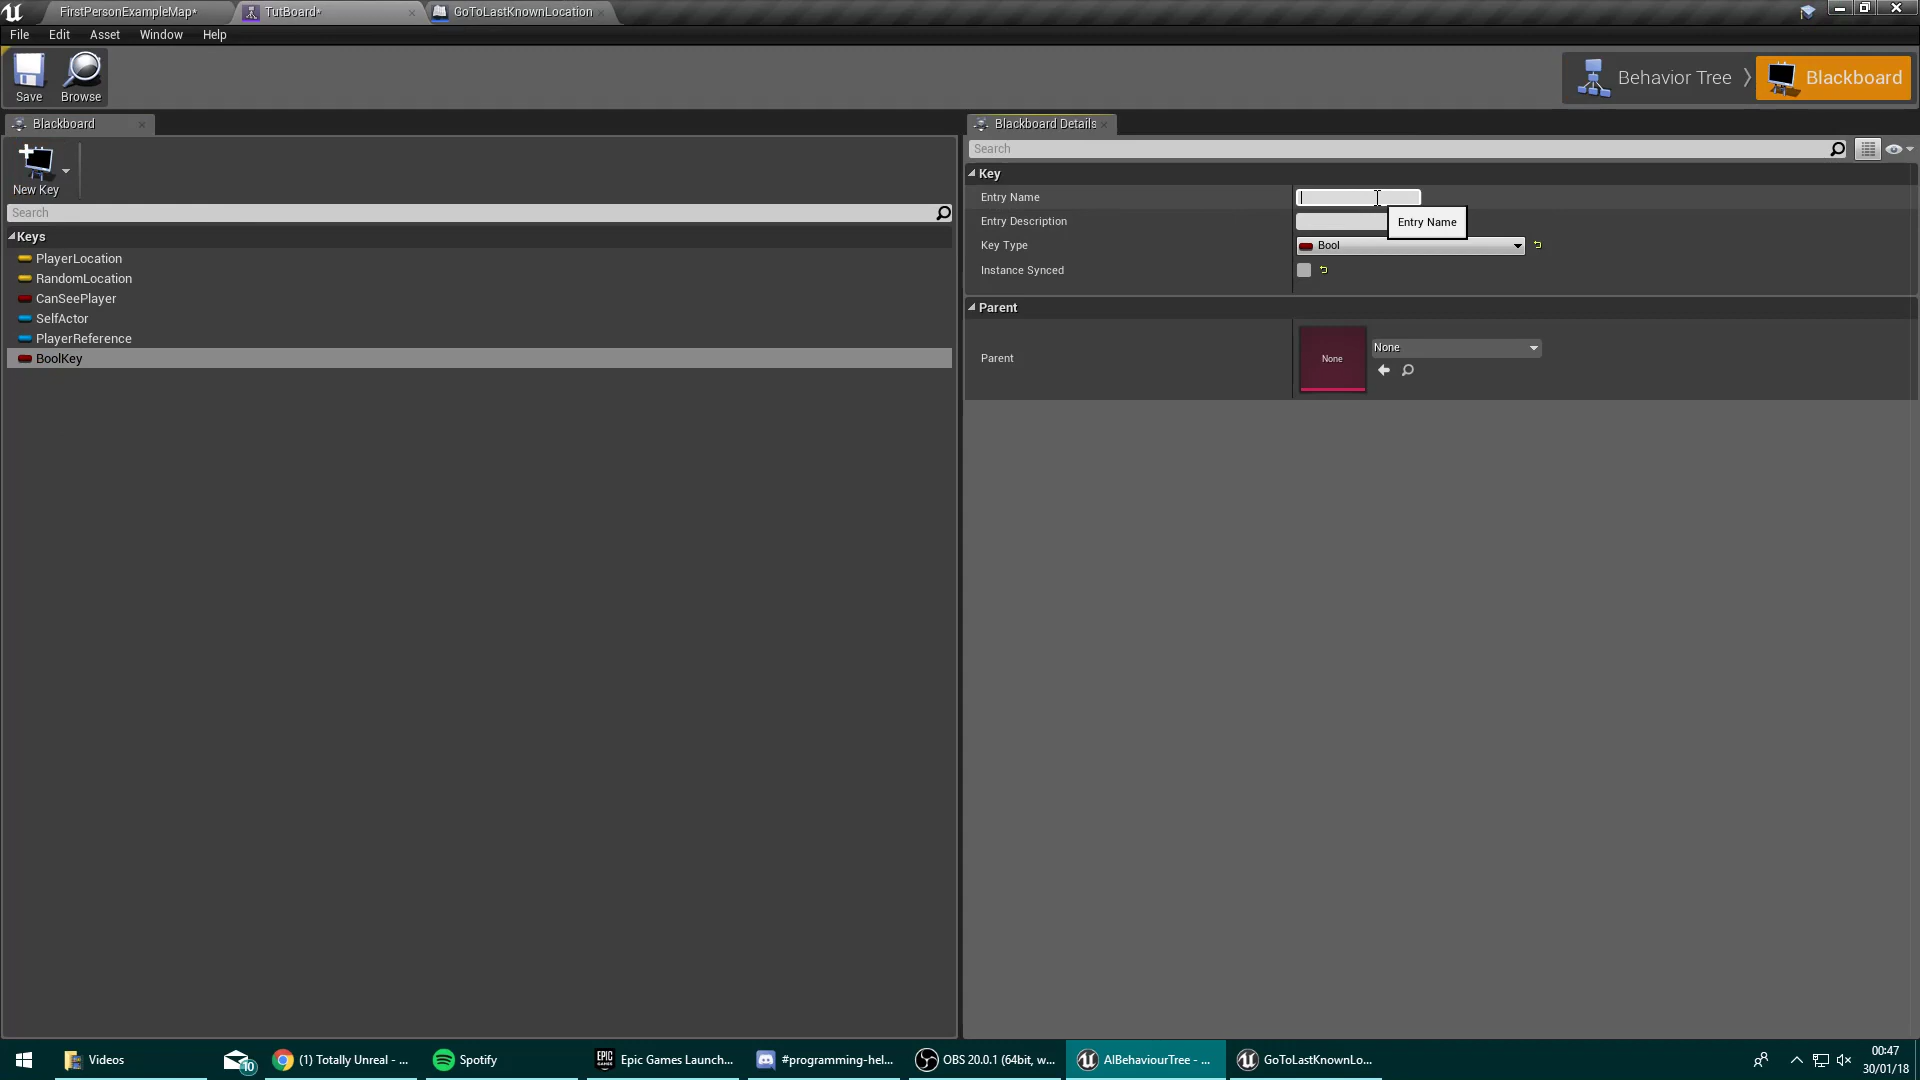 FirstPersonExampleMap*
TutBoard*
GoToLastKnownLocation
File Edit Asset Window Help
Save
Browse
Behavior Tree
Blackboard
Blackboard
New Key
Search
Keys
PlayerLocation
RandomLocation
CanSeePlayer
SelfActor
PlayerReference
BoolKey
Blackboard Details
Search
Key
Entry Name
Entry Name
Entry Description
Key Type
Bool
Instance Synced
Parent
Parent
None
None
Videos
10
(1) Totally Unreal - ...
Spotify
EPIC GAMES
Epic Games Launch...
#programming-hel...
OBS 20.0.1 (64bit, w...
AIBehaviourTree - ...
GoToLastKnownLo...
00:47
30/01/18